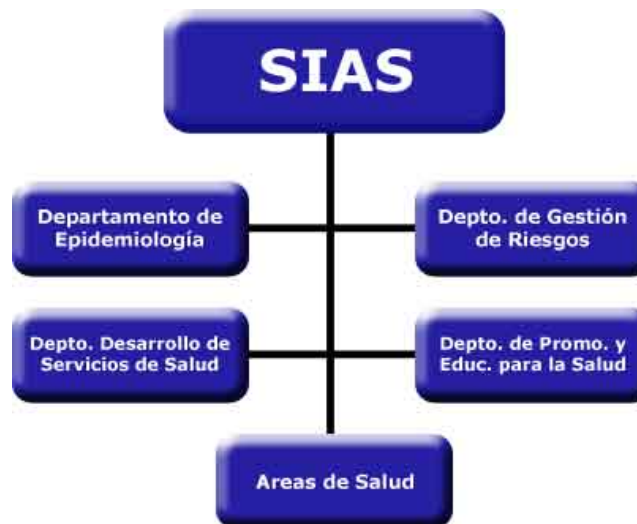 SIAS
Departamento de
Epidemiología
Depto. de Gestión
de Riesgos
Depto. Desarrollo de
Servicios de Salud
Depto. de Promo. y
Educ. para la Salud
Areas de Salud